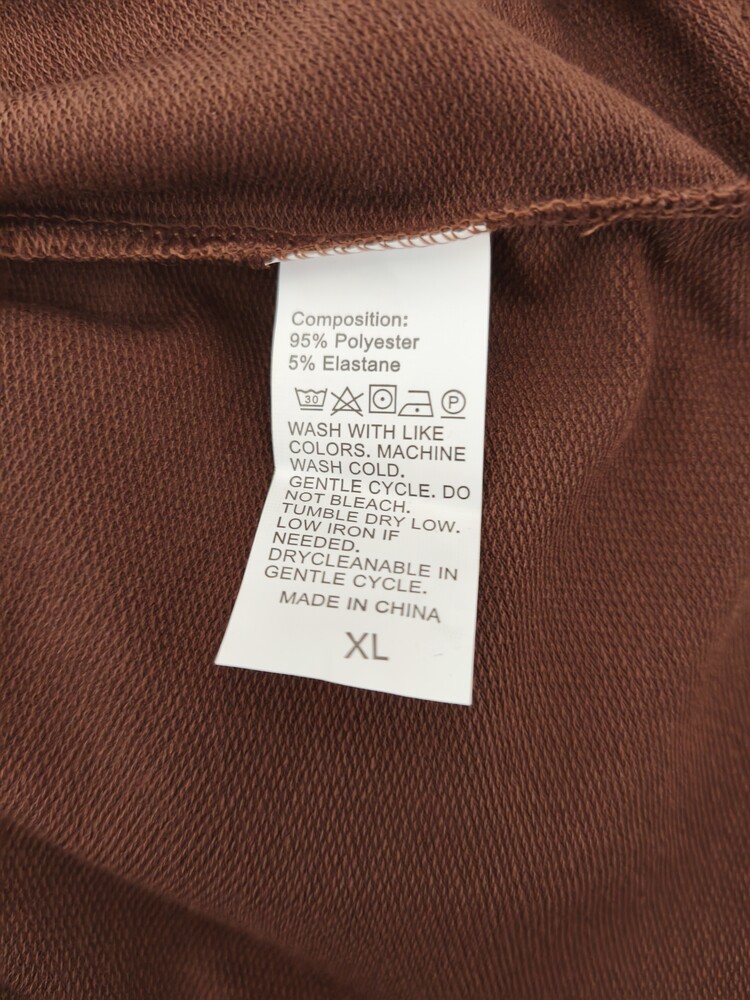 Composition:
95% Polyester
5% Elastane
30 P
WASH WITH LIKE
COLORS. MACHINE
WASH COLD.
GENTLE CYCLE. DO
NOT BLEACH.
TUMBLE DRY LOW.
LOW IRON IF
NEEDED.
DRYCLEANABLE IN
GENTLE CYCLE.
MADE IN CHINA
XL